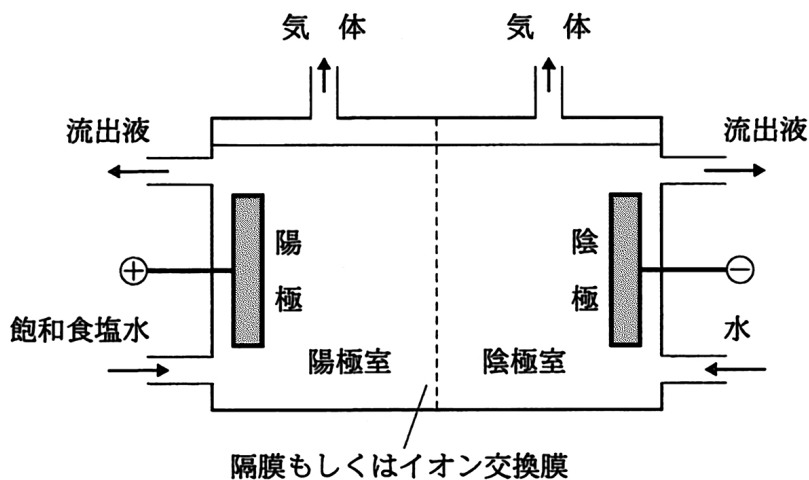 気 体
気 体
流出液
流出液
陽極
陰極
＋
－
飽和食塩水
水
陽極室
陰極室
隔膜もしくはイオン交換膜